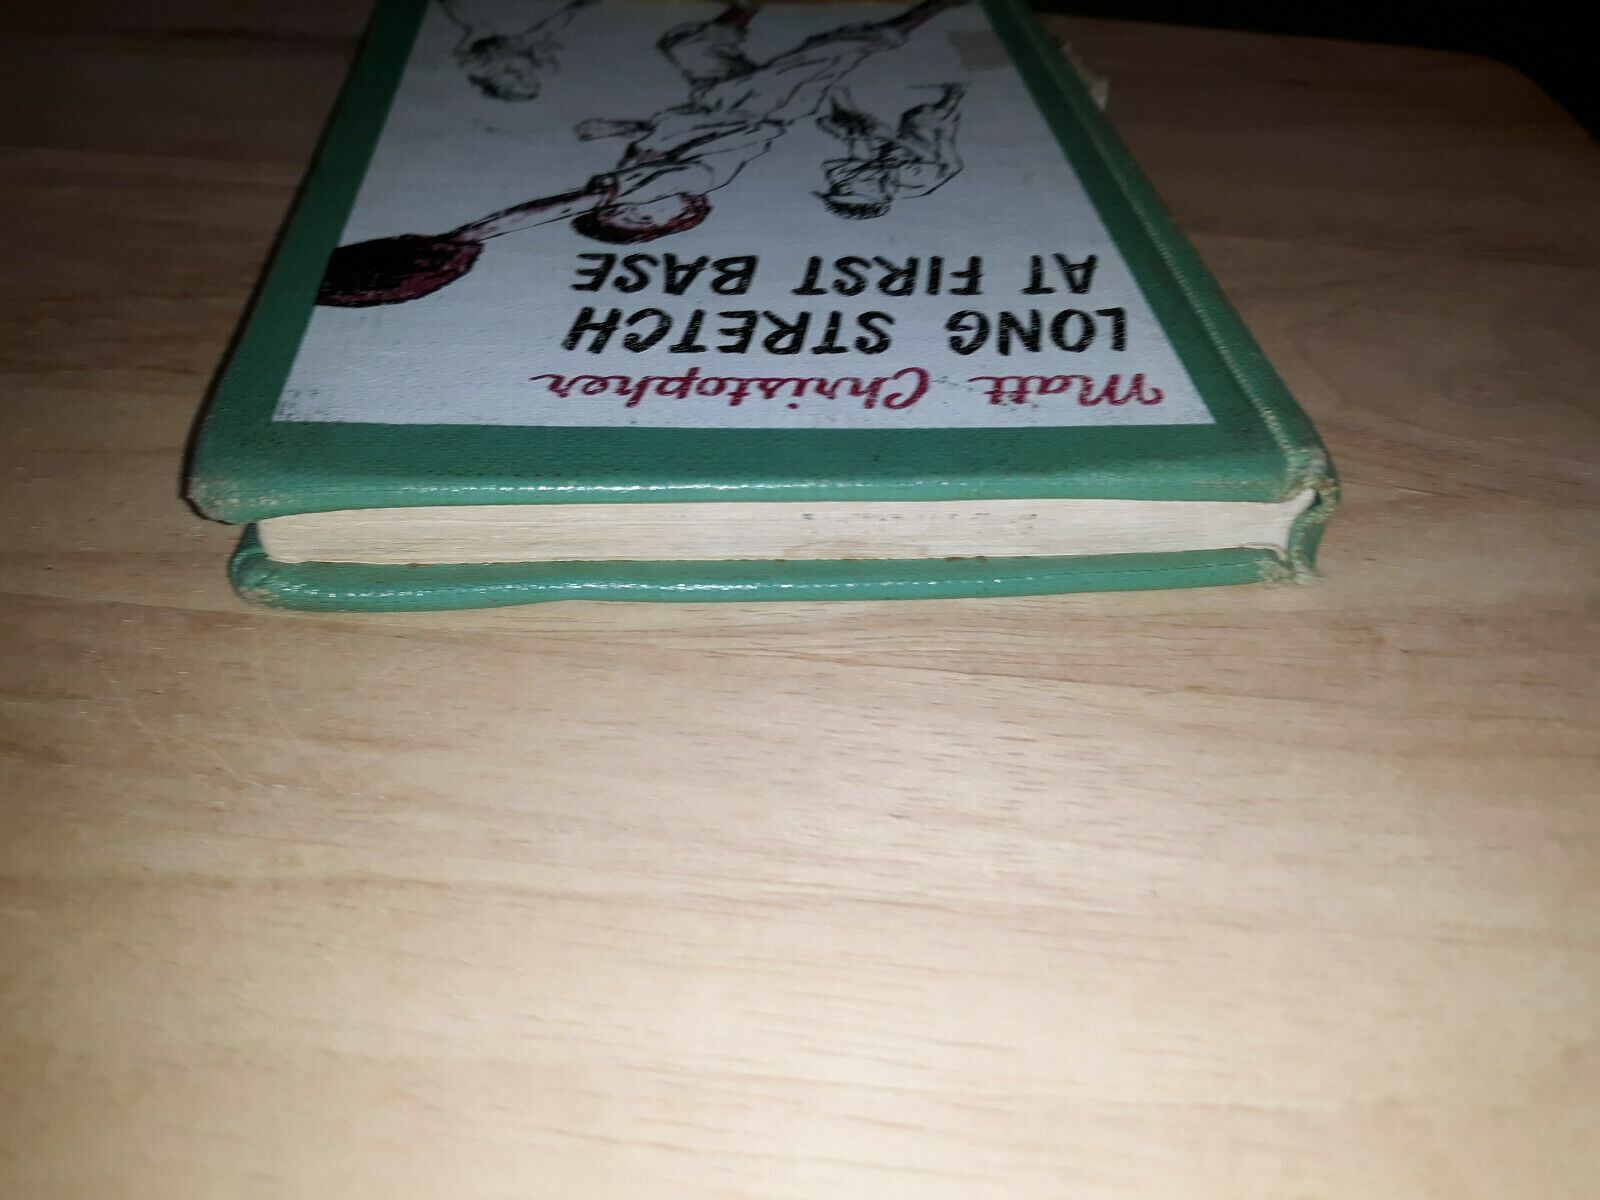 Matt Christopher
LONG STRETCH
AT FIRST BASE